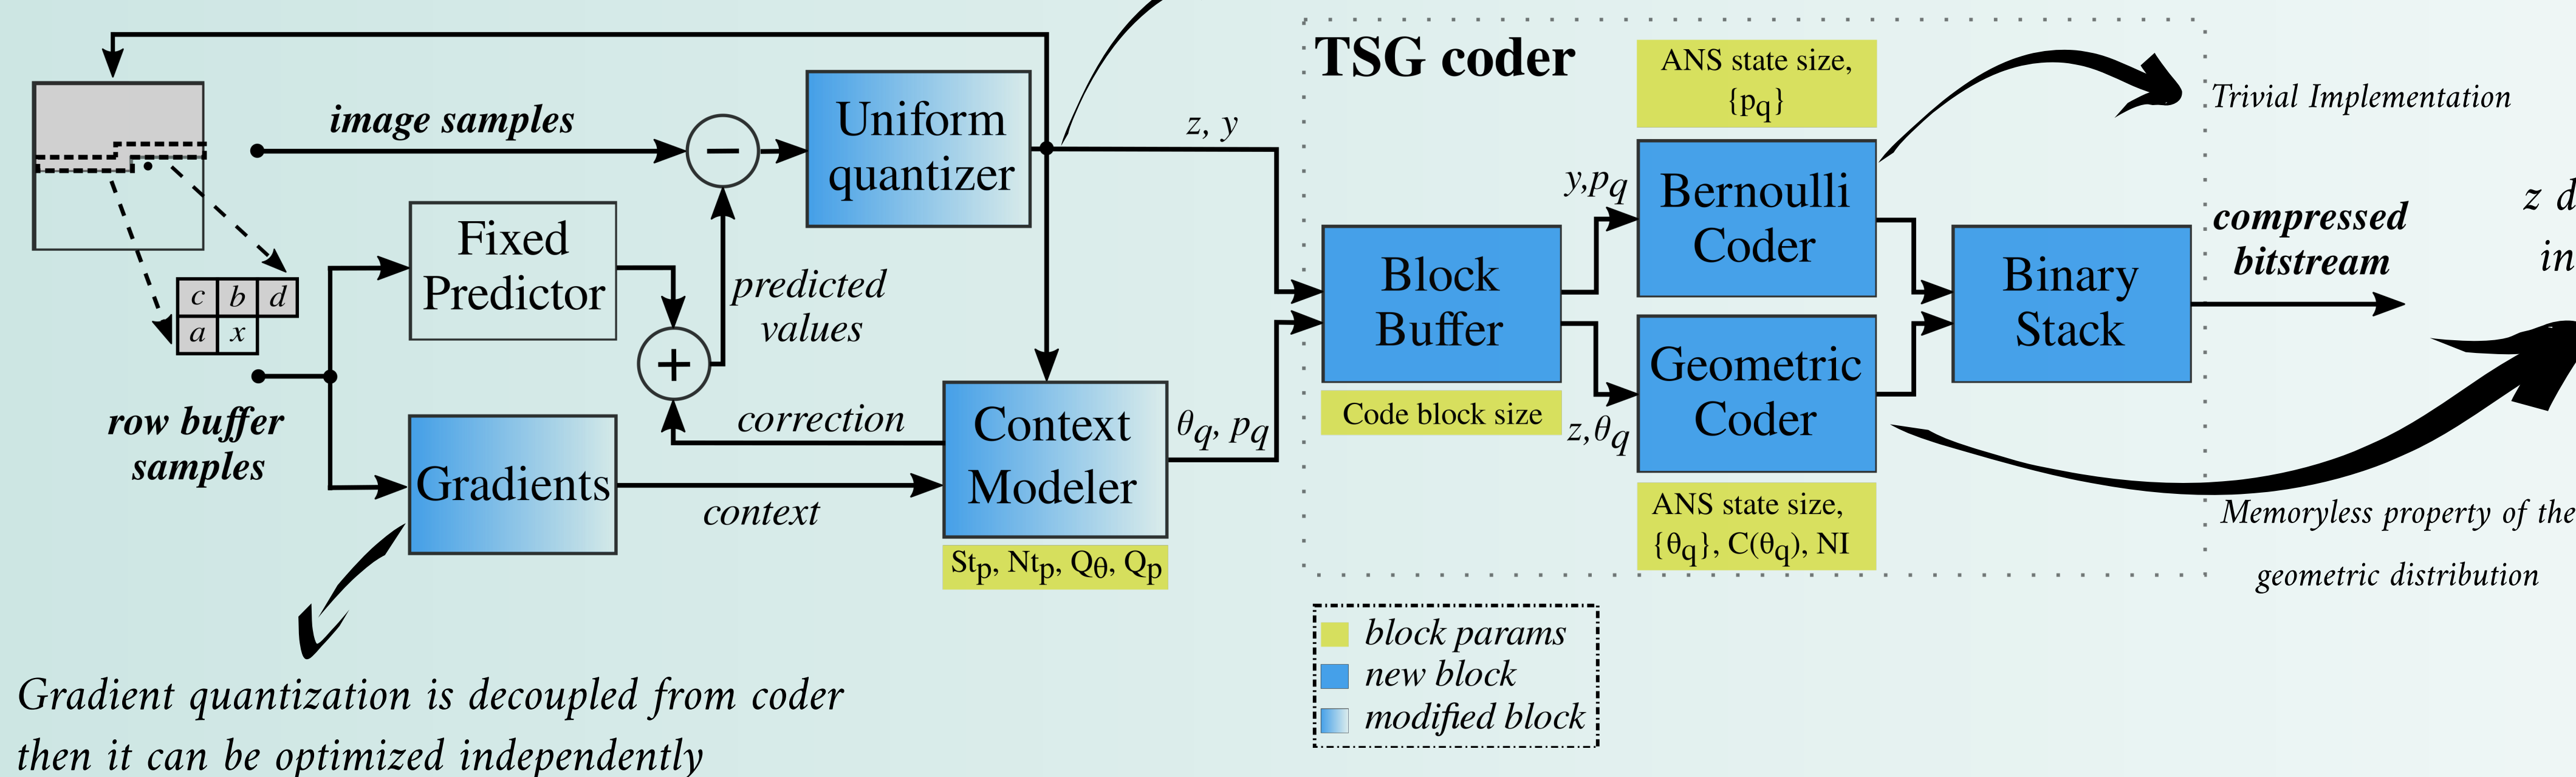 TSG coder
ANS state size,
{pq}
Trivial Implementation
image samples
−
Uniform
quantizer
z, y
y,pq
Bernoulli
Coder
z d
in
compressed
bitstream
Fixed
Predictor
predicted
values
c b d
a x
+
Block
Buffer
Binary
Stack
Geometric
Coder
row buffer
samples
Gradients
correction
context
Context
Modeler
θq, pq
Code block size
z,θq
Stp, Ntp, Qθ, Qp
ANS state size,
{θq}, C(θq), NI
Memoryless property of the
geometric distribution
block params
new block
modified block
Gradient quantization is decoupled from coder
then it can be optimized independently